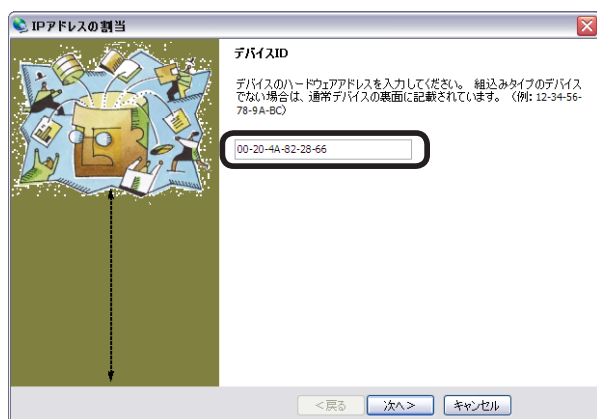 IPアドレスの割当
デバイスID
デバイスのハードウェアアドレスを入力してください。 組込みタイプのデバイス
でない場合は、通常デバイスの裏面に記載されています。 (例: 12-34-56-
78-9A-BC)
00-20-4A-82-28-66
<戻る 次へ> キャンセル